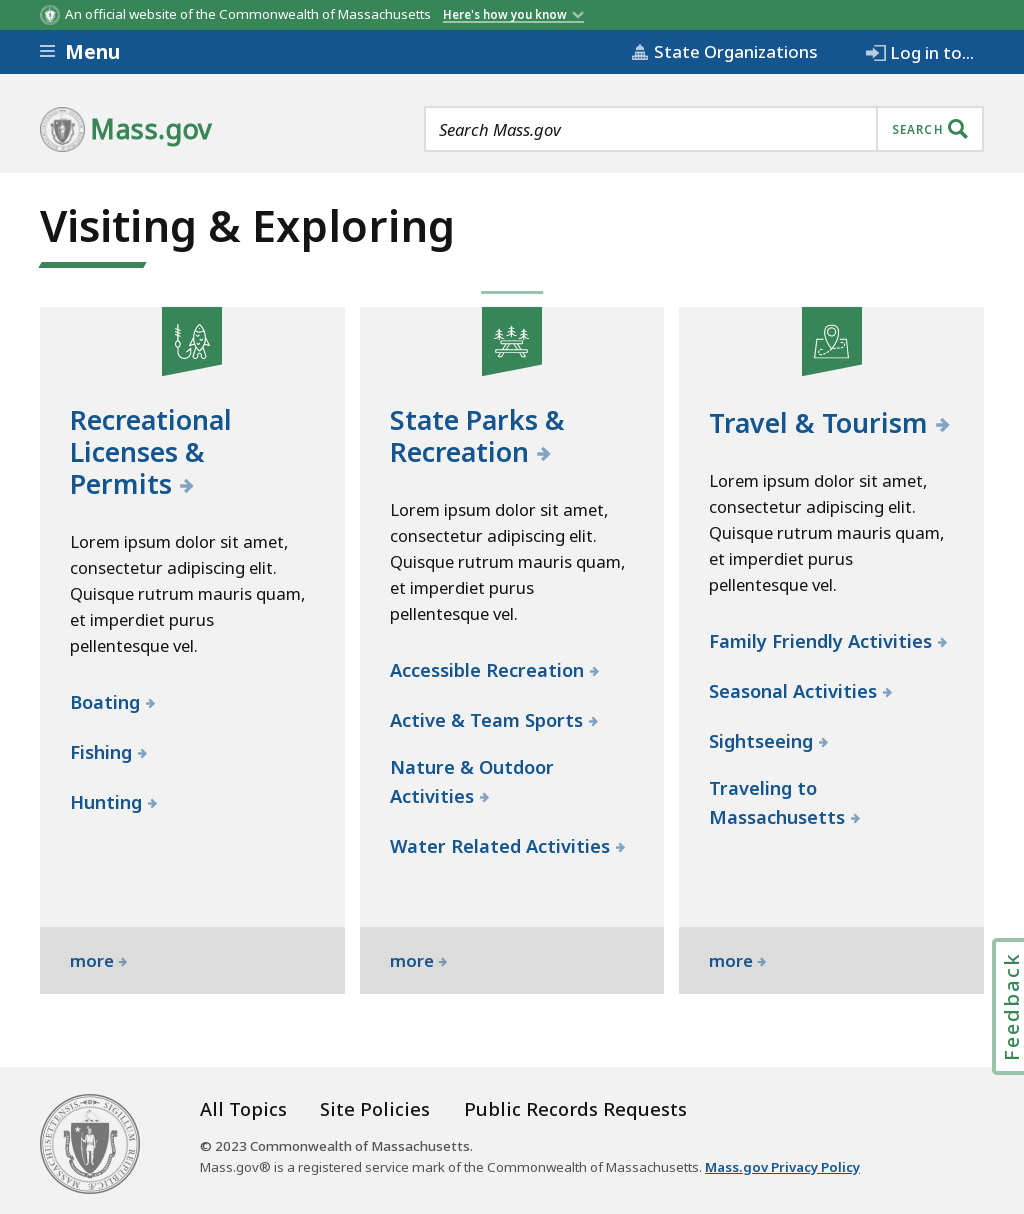 An official website of the Commonwealth of Massachusetts Here's how you know
Menu State Organizations Log in to...
Mass.gov Search Mass.gov SEARCH
Visiting & Exploring
Recreational
Licenses &
Permits
Lorem ipsum dolor sit amet,
consectetur adipiscing elit.
Quisque rutrum mauris quam,
et imperdiet purus
pellentesque vel.
Boating
Fishing
Hunting
more
State Parks &
Recreation
Lorem ipsum dolor sit amet,
consectetur adipiscing elit.
Quisque rutrum mauris quam,
et imperdiet purus
pellentesque vel.
Accessible Recreation
Active & Team Sports
Nature & Outdoor
Activities
Water Related Activities
more
Travel & Tourism
Lorem ipsum dolor sit amet,
consectetur adipiscing elit.
Quisque rutrum mauris quam,
et imperdiet purus
pellentesque vel.
Family Friendly Activities
Seasonal Activities
Sightseeing
Traveling to
Massachusetts
more
Feedback
All Topics Site Policies Public Records Requests
© 2023 Commonwealth of Massachusetts.
Mass.gov® is a registered service mark of the Commonwealth of Massachusetts. Mass.gov Privacy Policy